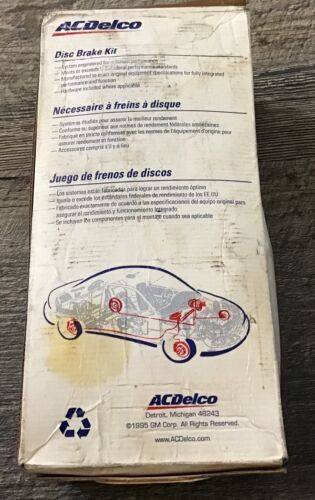 ACDelco
Disc Brake Kit
– System engineered for optimum performance
– Meets or exceeds federal performance standards
– Manufactured to exact original equipment specifications for fully integrated
performance and function
– Hardware included where applicable
Nécessaire à freins à disque
– Systèmes étudiés pour assurer la meilleur rendement
– Conforme ou supérieur aux normes de rendement fédérales américaines
– Fabriqué en stricte conformité avec les normes de l'équipement d'origine pour
assurer rendement et fonction
– Accessoires compris s'il y a lieu
Juego de frenos de discos
– Los sistemas están fabricados para lograr un rendimiento óptimo
– Iguala o excede los estándares federales de rendimiento de los EE.UU
– Fabricado exactamente de acuerdo a las especificaciones del equipo original para
asegurar el rendimiento y funcionamiento integrado
– Se incluyen los componentes para el montaje cuando sea aplicable
ACDelco
Detroit, Michigan 48243
©1995 GM Corp. All Rights Reserved.
www.ACDelco.com